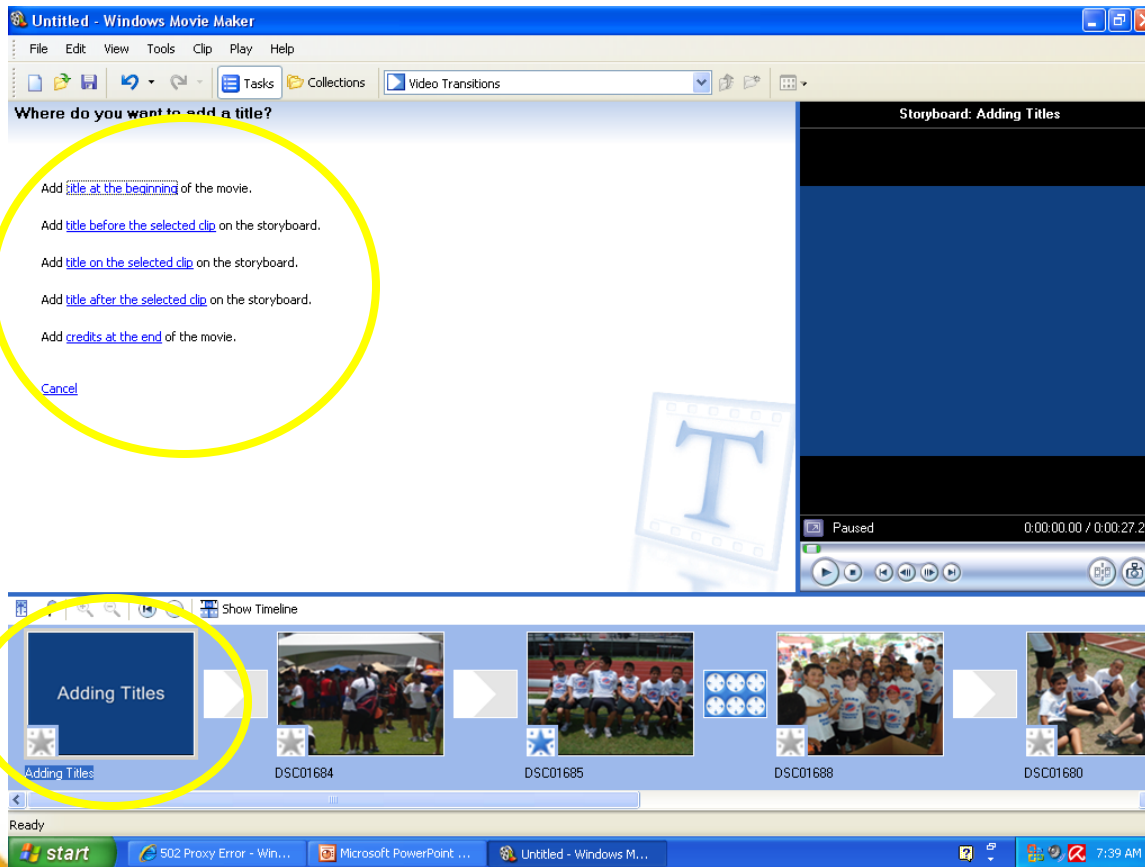 Untitled - Windows Movie Maker
File Edit View Tools Clip Play Help
Tasks Collections Video Transitions
Where do you want to add a title?
Storyboard: Adding Titles
Add title at the beginning of the movie.
Add title before the selected clip on the storyboard.
Add title on the selected clip on the storyboard.
Add title after the selected clip on the storyboard.
Add credits at the end of the movie.
Cancel
T
Paused 0:00:00.00 / 0:00:27.2
Show Timeline
Adding Titles
Adding Titles DSC01684 DSC01685 DSC01688 DSC01680
Ready
start 502 Proxy Error - Win... Microsoft PowerPoint ... Untitled - Windows M... 7:39 AM